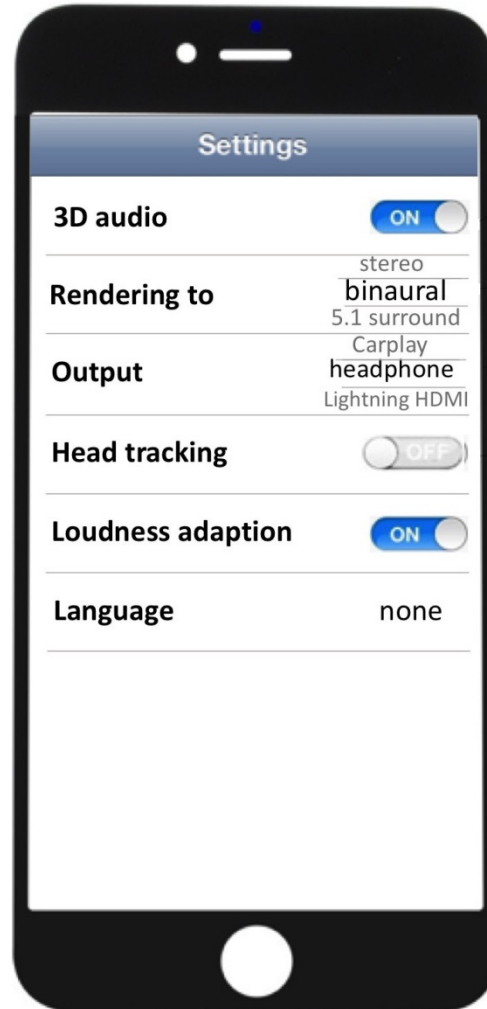 Settings
3D audio ON
stereo
Rendering to binaural
5.1 surround
Carplay
Output headphone
Lightning HDMI
Head tracking OFF
Loudness adaption ON
Language none